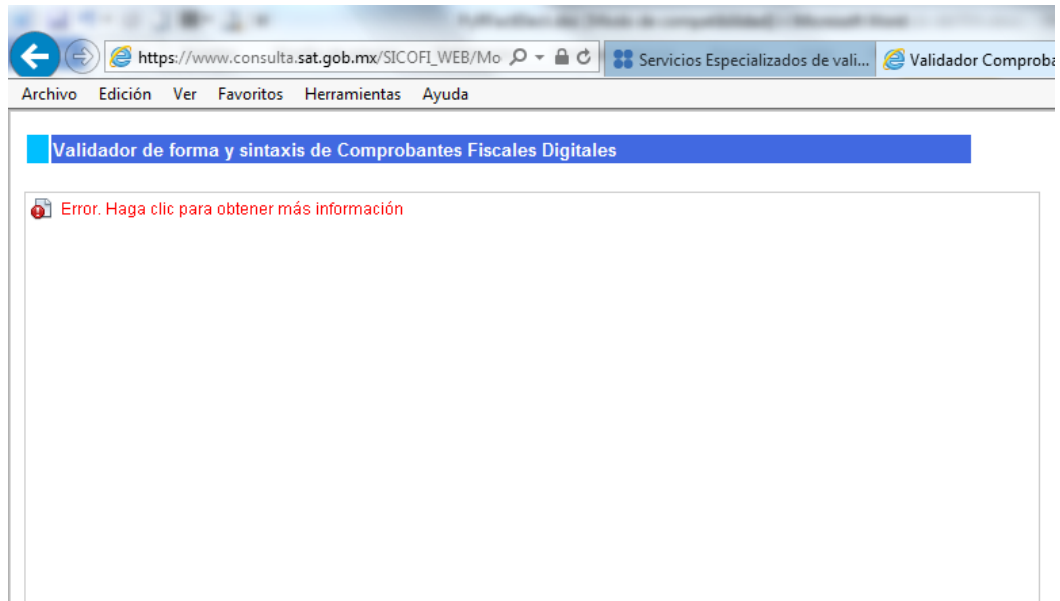 https://www.consulta.sat.gob.mx/SICOFI_WEB/Mo Servicios Especializados de vali... Validador Comproba
Archivo Edición Ver Favoritos Herramientas Ayuda
Validador de forma y sintaxis de Comprobantes Fiscales Digitales
Error. Haga clic para obtener más información